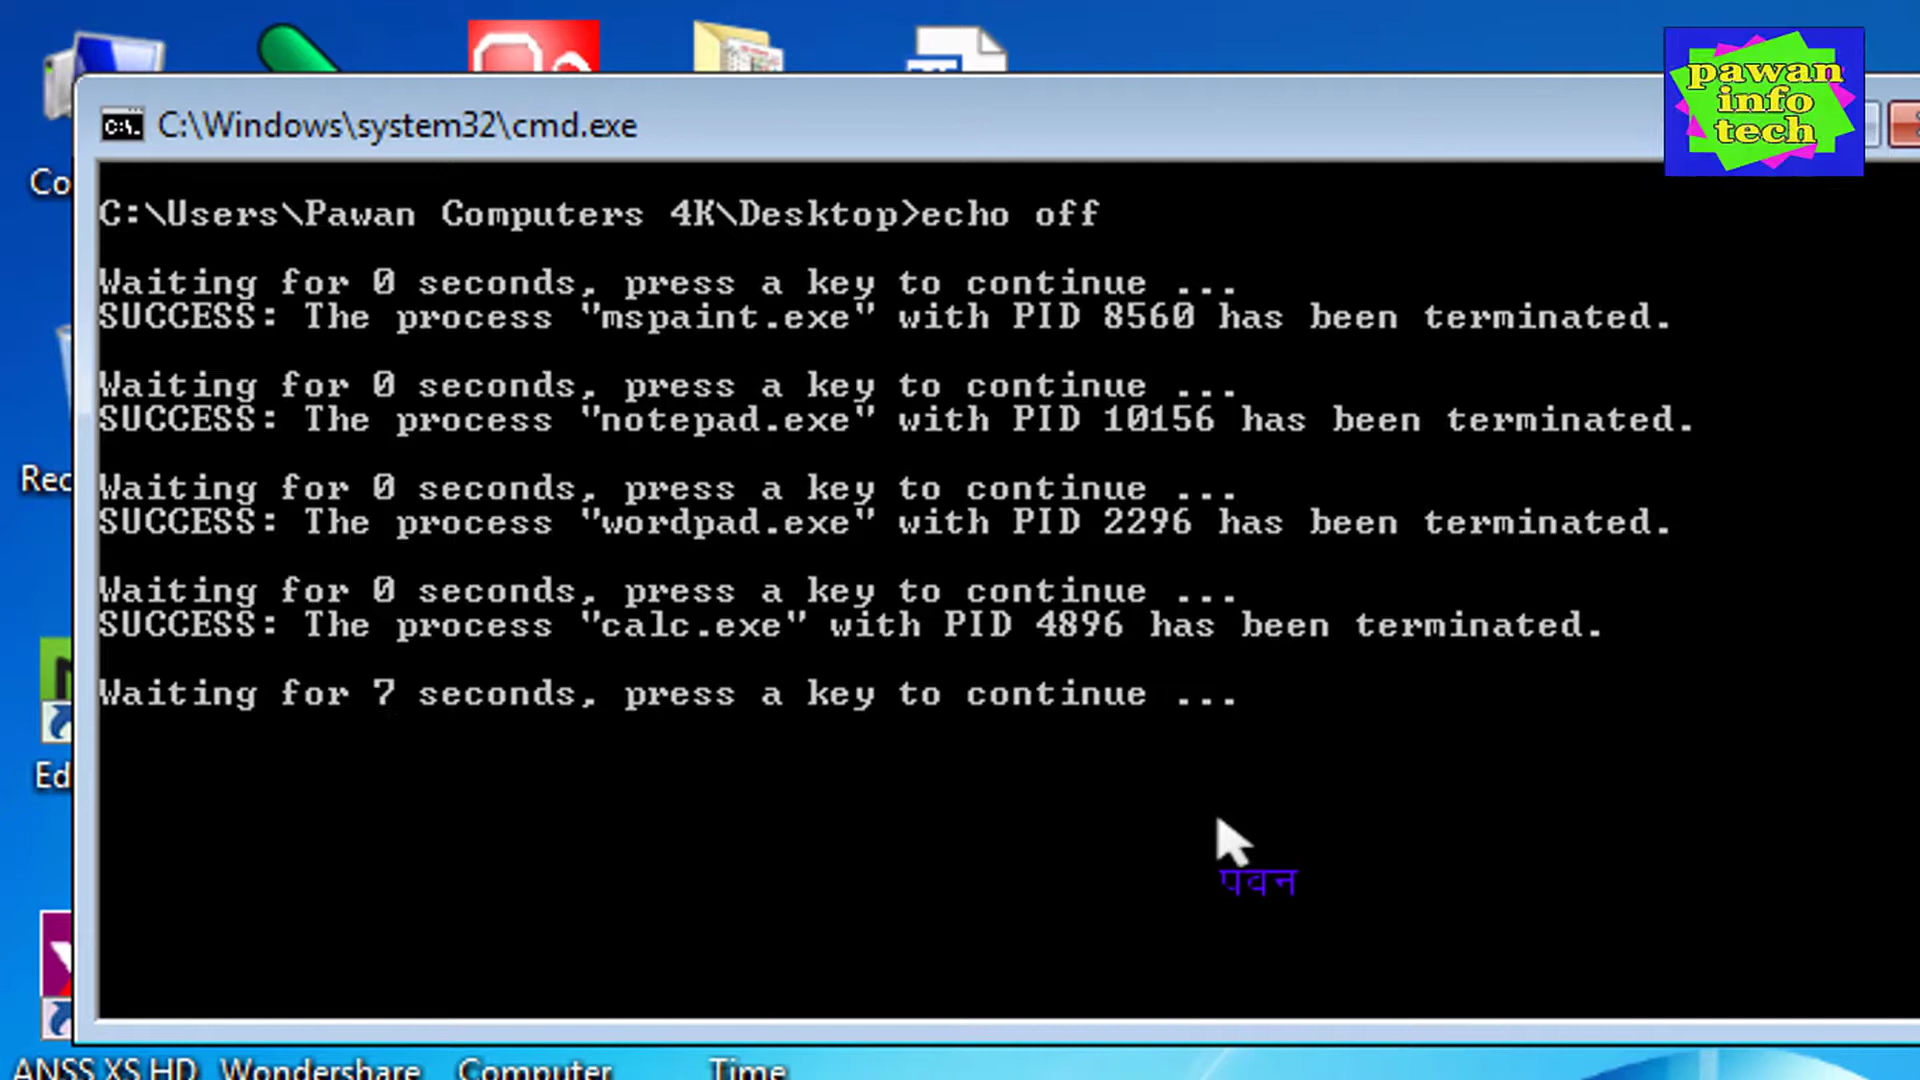 pawan
info
tech
C:\Windows\system32\cmd.exe
C:\Users\Pawan Computers 4K\Desktop>echo off
Waiting for 0 seconds, press a key to continue ...
SUCCESS: The process "mspaint.exe" with PID 8560 has been terminated.
Waiting for 0 seconds, press a key to continue ...
SUCCESS: The process "notepad.exe" with PID 10156 has been terminated.
Waiting for 0 seconds, press a key to continue ...
SUCCESS: The process "wordpad.exe" with PID 2296 has been terminated.
Waiting for 0 seconds, press a key to continue ...
SUCCESS: The process "calc.exe" with PID 4896 has been terminated.
Waiting for 7 seconds, press a key to continue ...
पवन
ANSS XS HD Wondershare Computer Time